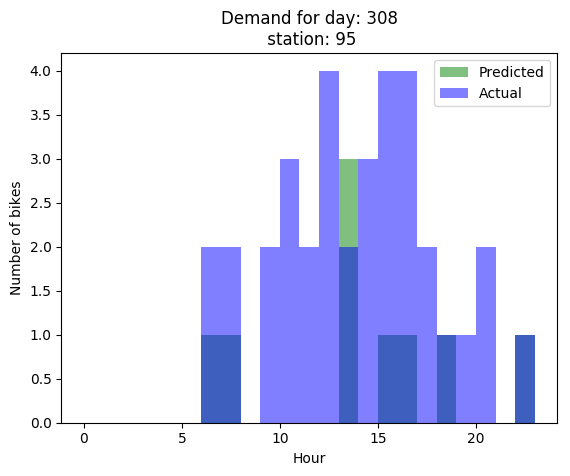 Demand for day: 308
station: 95
Predicted
Actual
4.0
3.5
3.0
2.5
2.0
1.5
1.0
0.5
0.0
Number of bikes
0 5 10 15 20
Hour